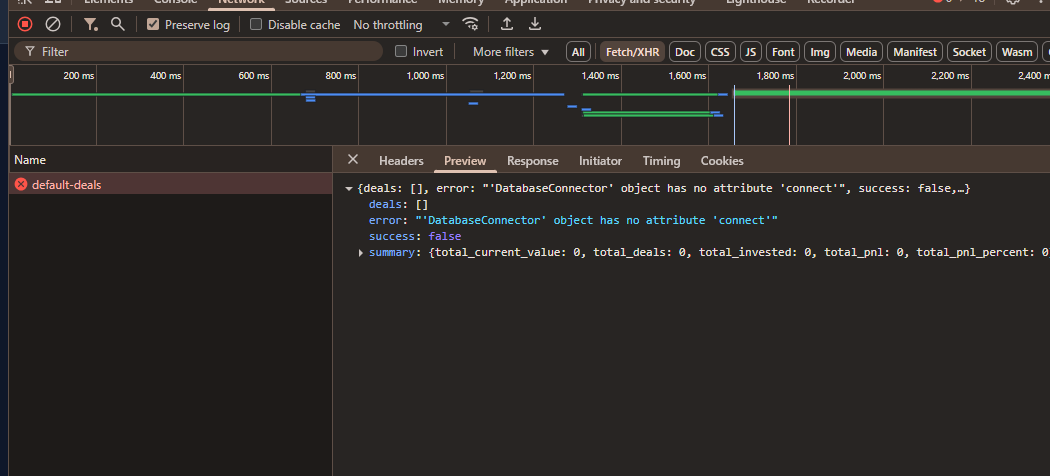 Elements Console Network Sources Performance Memory Application Privacy and security Lighthouse Recorder
Preserve log Disable cache No throttling
Filter Invert More filters All Fetch/XHR Doc CSS JS Font Img Media Manifest Socket Wasm
200 ms 400 ms 600 ms 800 ms 1,000 ms 1,200 ms 1,400 ms 1,600 ms 1,800 ms 2,000 ms 2,200 ms 2,400
Name Headers Preview Response Initiator Timing Cookies
default-deals
{deals: [], error: "'DatabaseConnector' object has no attribute 'connect'", success: false,…}
deals: []
error: "'DatabaseConnector' object has no attribute 'connect'"
success: false
summary: {total_current_value: 0, total_deals: 0, total_invested: 0, total_pnl: 0, total_pnl_percent: 0